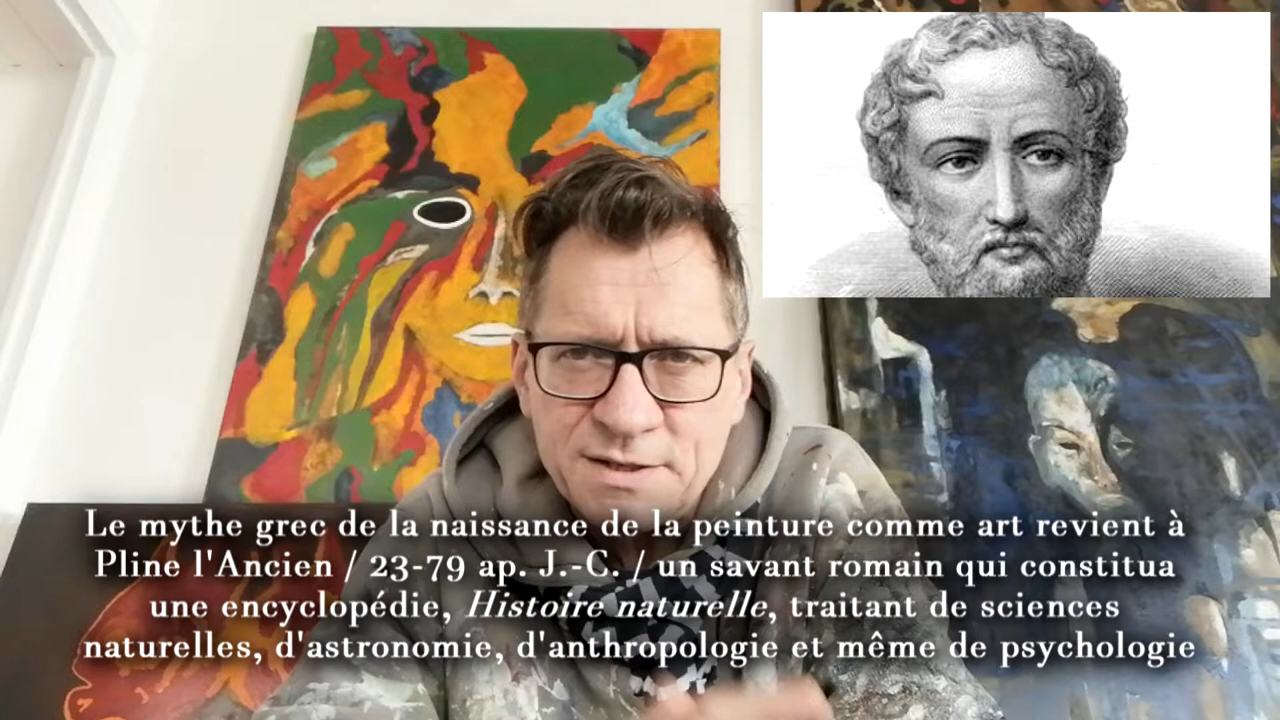 Le mythe grec de la naissance de la peinture comme art revient à
Pline l'Ancien / 23-79 ap. J.-C. / un savant romain qui constitua
une encyclopédie, Histoire naturelle, traitant de sciences
naturelles, d'astronomie, d'anthropologie et même de psychologie